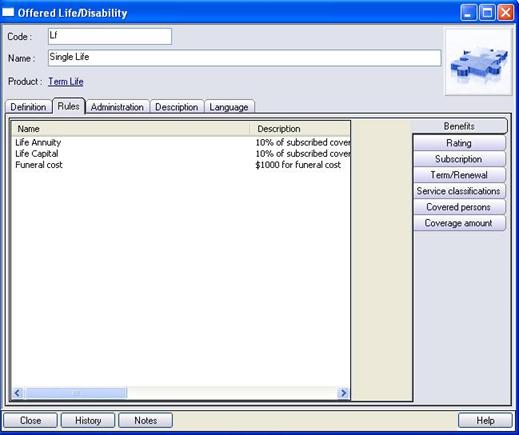 Offered Life/Disability
Code : Lf
Name : Single Life
Product : Term Life
Definition Rules Administration Description Language
Name Description
Life Annuity 10% of subscribed cover
Life Capital 10% of subscribed cover
Funeral cost $1000 for funeral cost
Benefits
Rating
Subscription
Term/Renewal
Service classifications
Covered persons
Coverage amount
Close History Notes Help